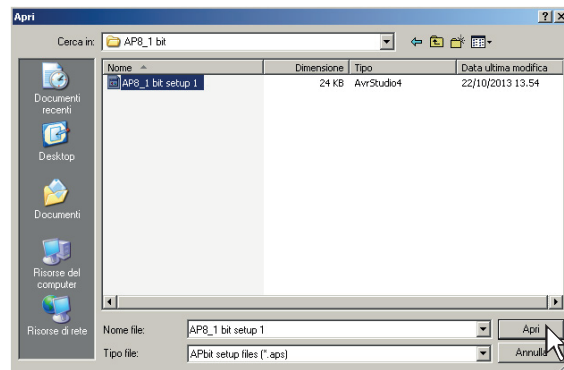 Apri
Cerca in: AP8_1 bit
Nome Dimensione Tipo Data ultima modifica
AP8_1 bit setup 1 24 KB AvrStudio4 22/10/2013 13.54
Documenti
recenti
Desktop
Documenti
Risorse del
computer
Risorse di rete
Nome file: AP8_1 bit setup 1 Apri
Tipo file: APbit setup files (*.aps) Annulla